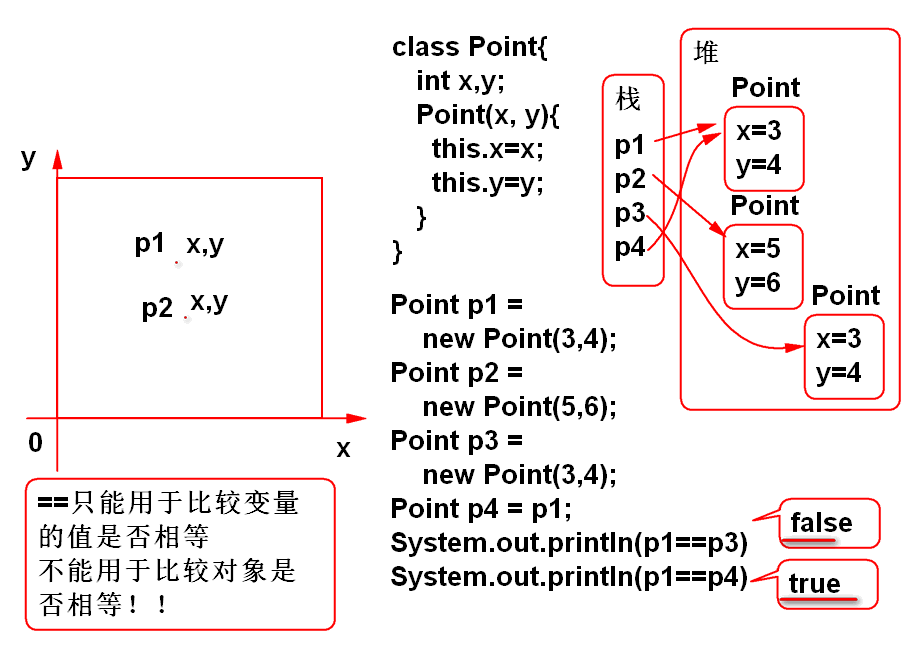 y
p1 x,y
p2 x,y
0
x
==只能用于比较变量
的值是否相等
不能用于比较对象是
否相等！！
class Point{
int x,y;
Point(x, y){
this.x=x;
this.y=y;
}
}
Point p1 =
new Point(3,4);
Point p2 =
new Point(5,6);
Point p3 =
new Point(3,4);
Point p4 = p1;
System.out.println(p1==p3)
false
System.out.println(p1==p4)
true
栈
p1
p2
p3
p4
堆
Point
x=3
y=4
Point
x=5
y=6
Point
x=3
y=4